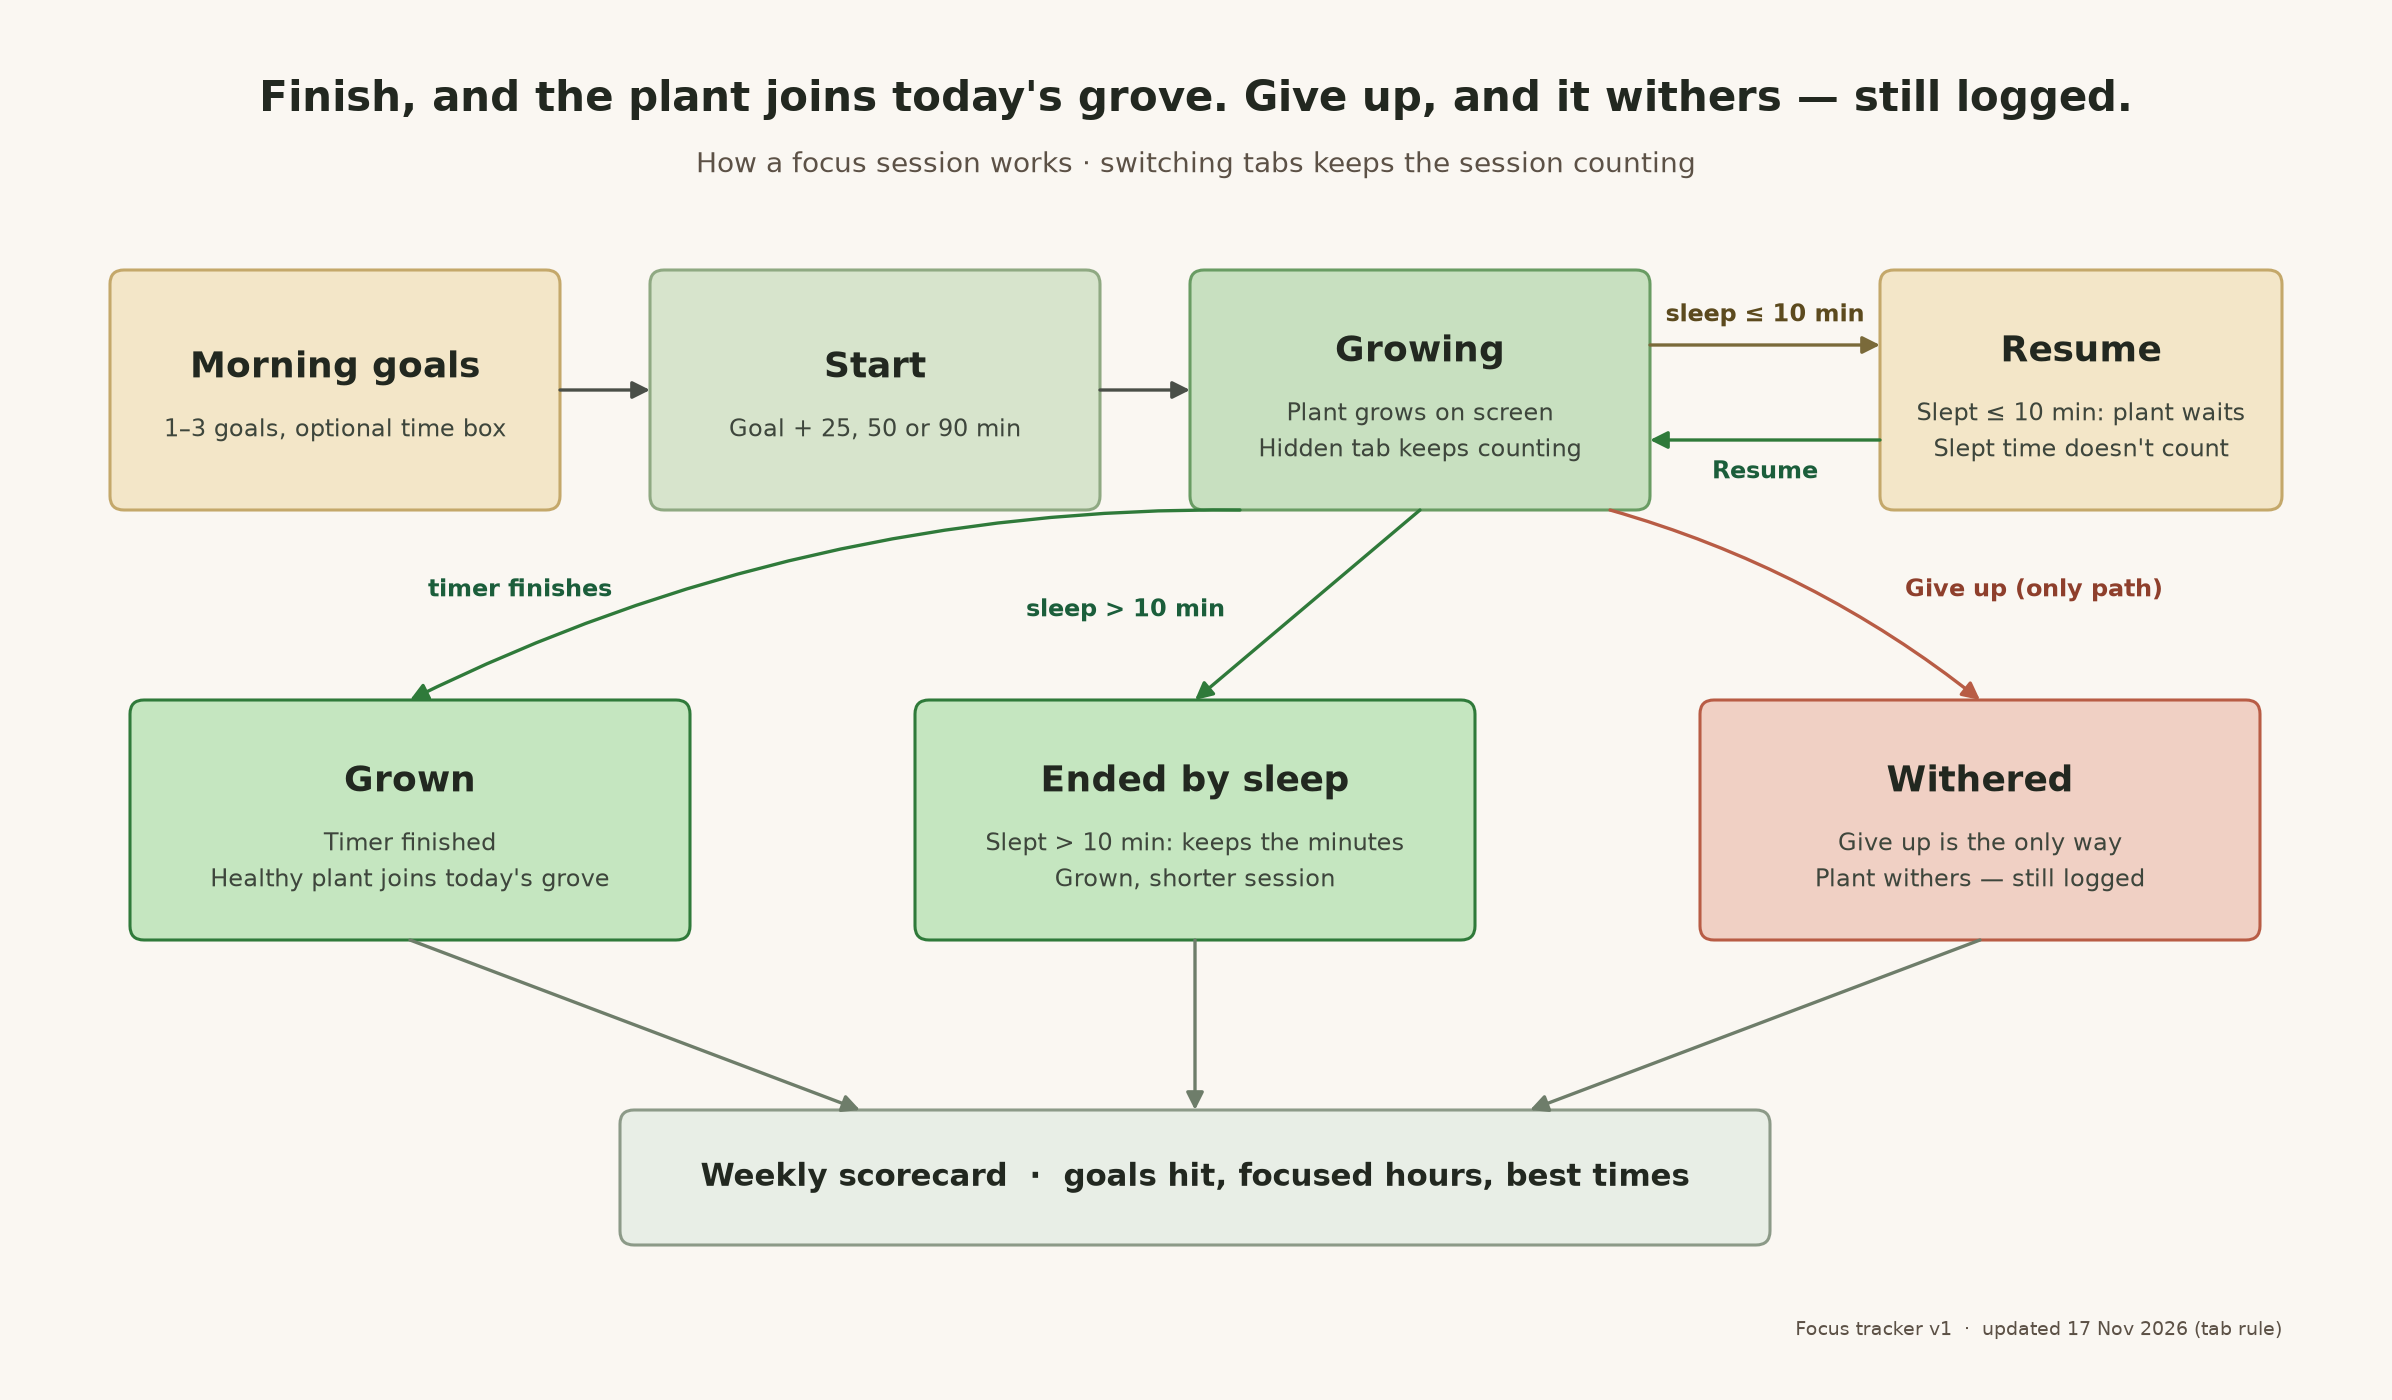 Finish, and the plant joins today's grove. Give up, and it withers — still logged.
How a focus session works · switching tabs keeps the session counting
Morning goals
1–3 goals, optional time box
Start
Goal + 25, 50 or 90 min
Growing
Plant grows on screen
Hidden tab keeps counting
sleep ≤ 10 min
Resume
Resume
Slept ≤ 10 min: plant waits
Slept time doesn't count
timer finishes
sleep > 10 min
Give up (only path)
Grown
Timer finished
Healthy plant joins today's grove
Ended by sleep
Slept > 10 min: keeps the minutes
Grown, shorter session
Withered
Give up is the only way
Plant withers — still logged
Weekly scorecard · goals hit, focused hours, best times
Focus tracker v1 · updated 17 Nov 2026 (tab rule)